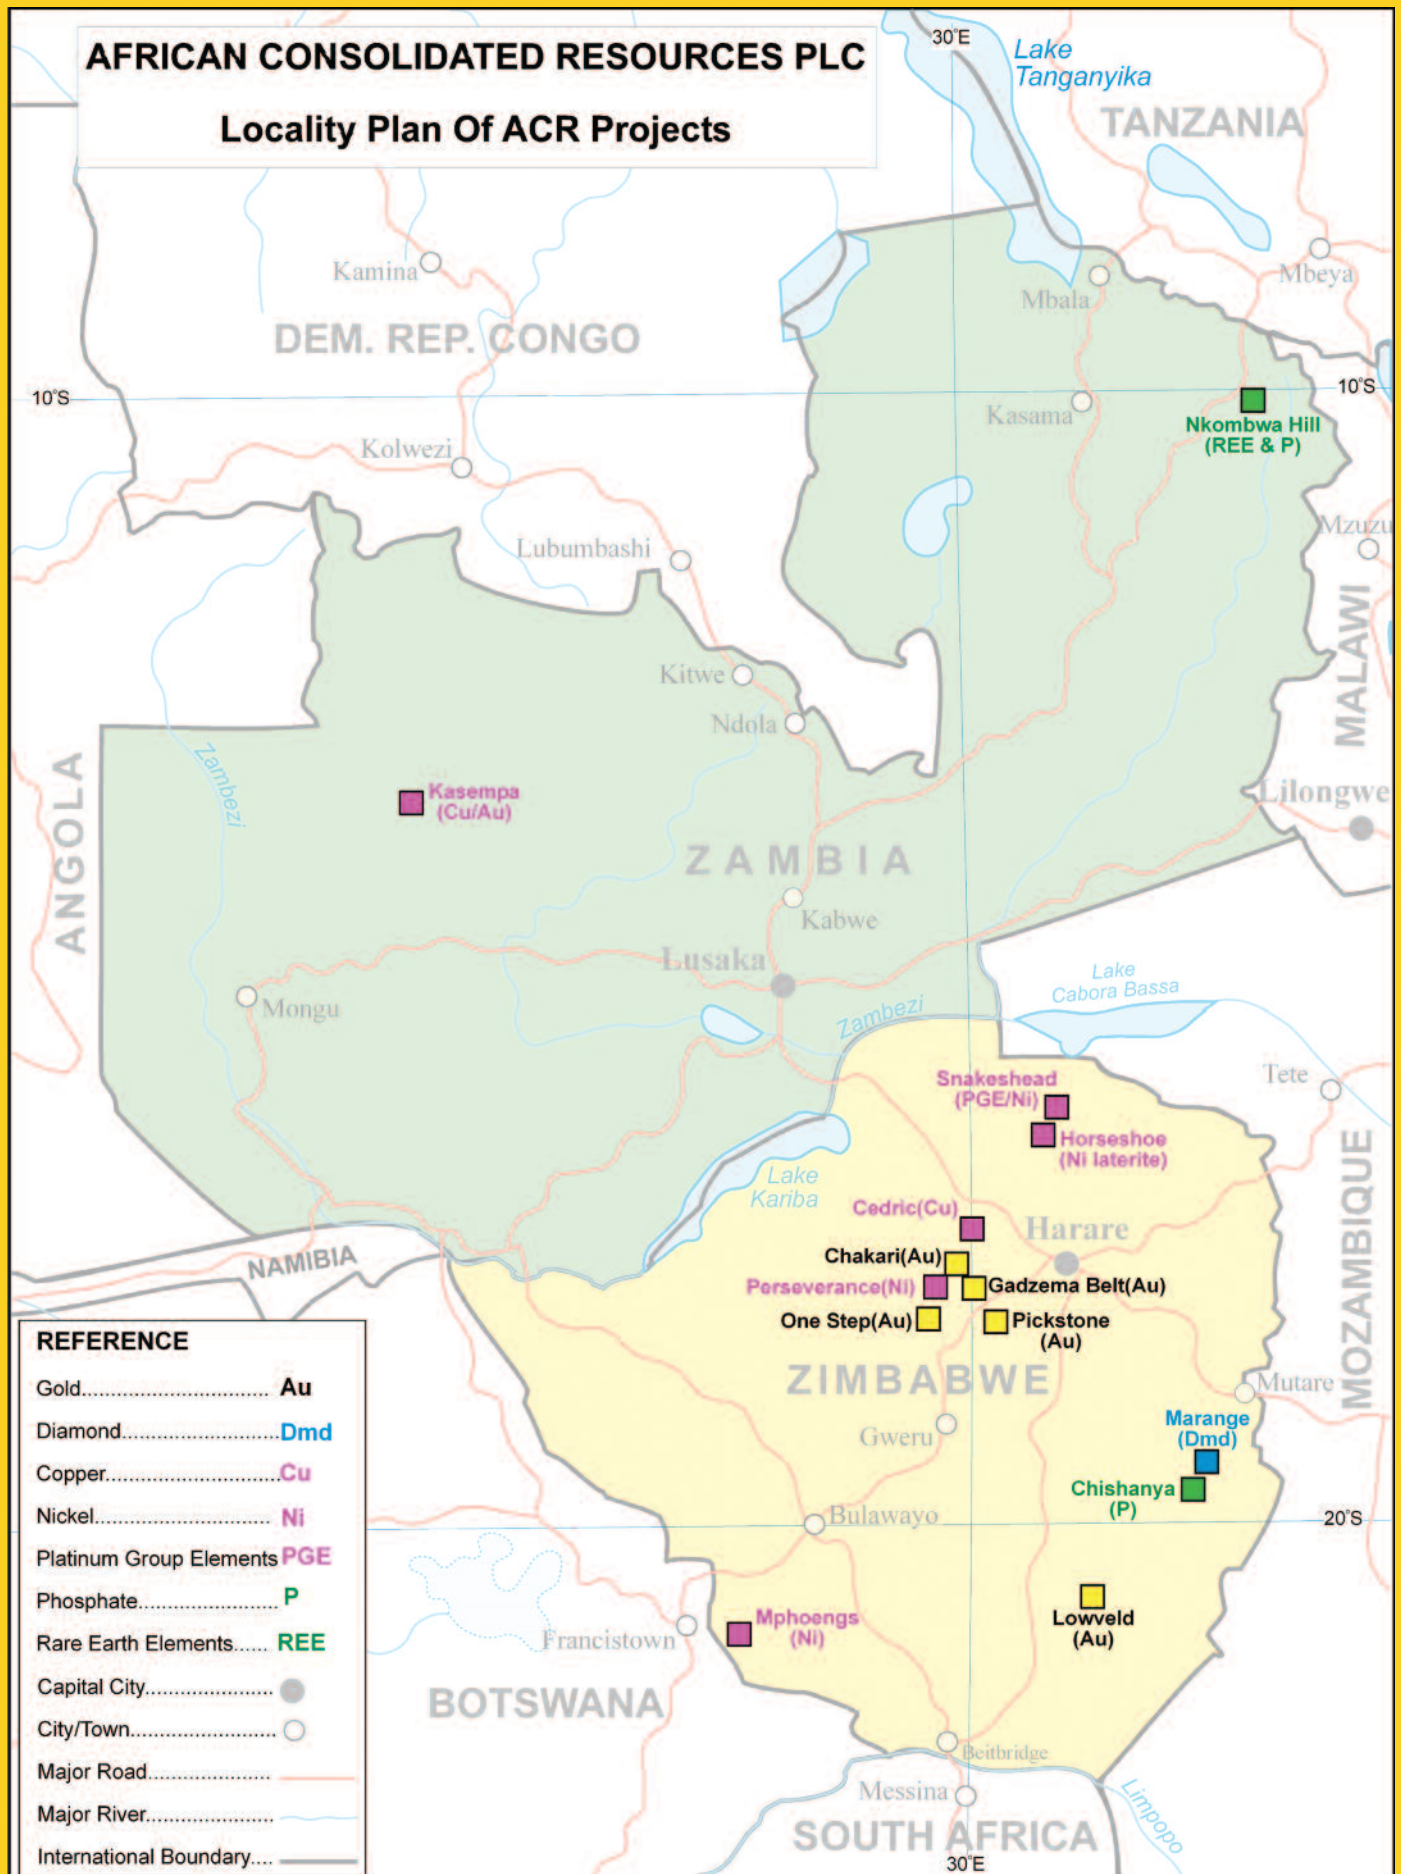 AFRICAN CONSOLIDATED RESOURCES PLC
Locality Plan Of ACR Projects
30°E
Lake
Tanganyika
TANZANIA
Kamina
Mbeya
Mbala
DEM. REP. CONGO
10°S
10°S
Kasama
Nkombwa Hill
(REE & P)
Kolwezi
Mzuzu
Lubumbashi
MALAWI
Kitwe
Ndola
Zambezi
ANGOLA
Kasempa
(Cu/Au)
Lilongwe
ZAMBIA
Kabwe
Lusaka
Lake
Cabora Bassa
Mongu
Zambezi
Tete
Snakeshead
(PGE/Ni)
Horseshoe
(Ni laterite)
MOZAMBIQUE
Lake
Kariba
Cedric(Cu)
Harare
NAMIBIA
Chakari(Au)
Perseverance(Ni)
Gadzema Belt(Au)
One Step(Au)
Pickstone
(Au)
ZIMBABWE
Mutare
Gweru
Marange
(Dmd)
Chishanya
(P)
Bulawayo
20°S
Mphoengs
(Ni)
Lowveld
(Au)
Francistown
BOTSWANA
Beitbridge
Messina
Limpopo
SOUTH AFRICA
30°E
REFERENCE
Gold................................ Au
Diamond...........................Dmd
Copper..............................Cu
Nickel.............................. Ni
Platinum Group Elements PGE
Phosphate........................ P
Rare Earth Elements...... REE
Capital City......................
City/Town.........................
Major Road.....................
Major River......................
International Boundary....